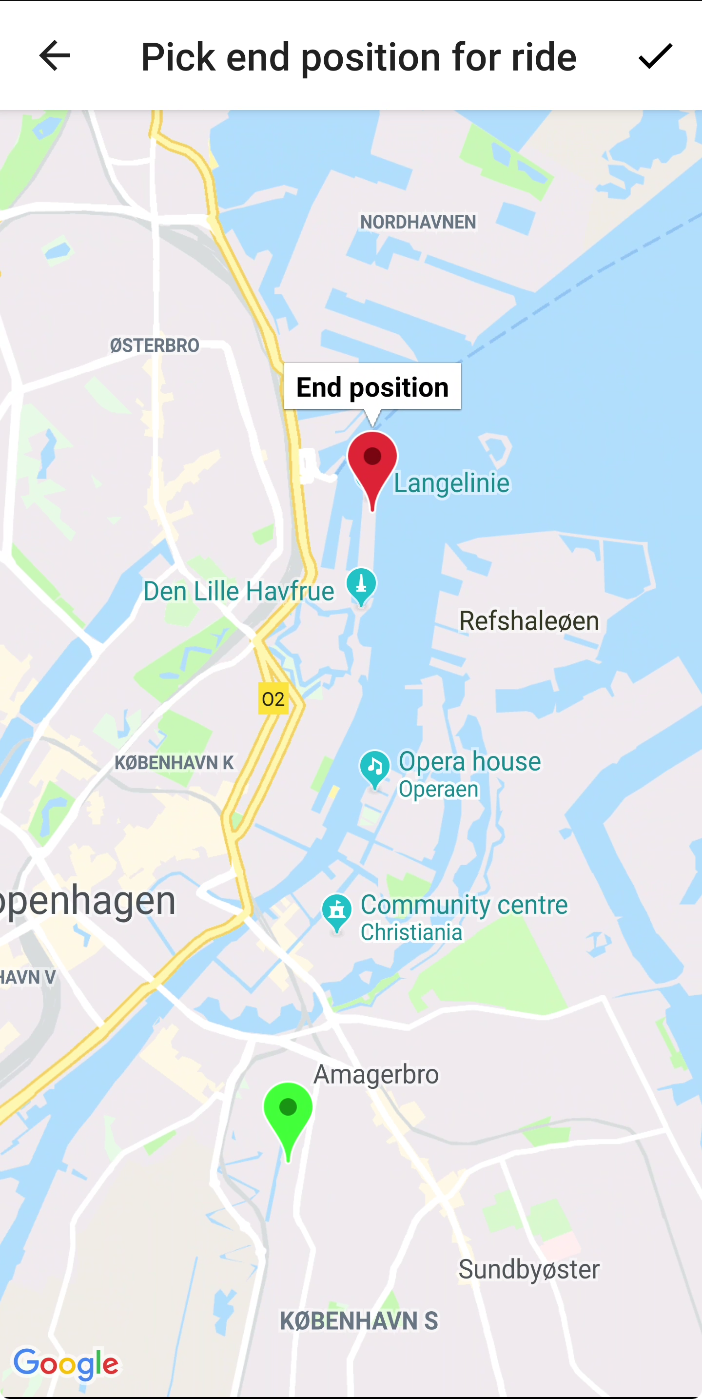 Pick end position for ride
NORDHAVNEN
ØSTERBRO
End position
Langelinie
Den Lille Havfrue
Refshaleøen
O2
KØBENHAVN K
Opera house
Operaen
openhagen
Community centre
Christiania
HAVN V
Amagerbro
Sundbyøster
KØBENHAVN S
Google